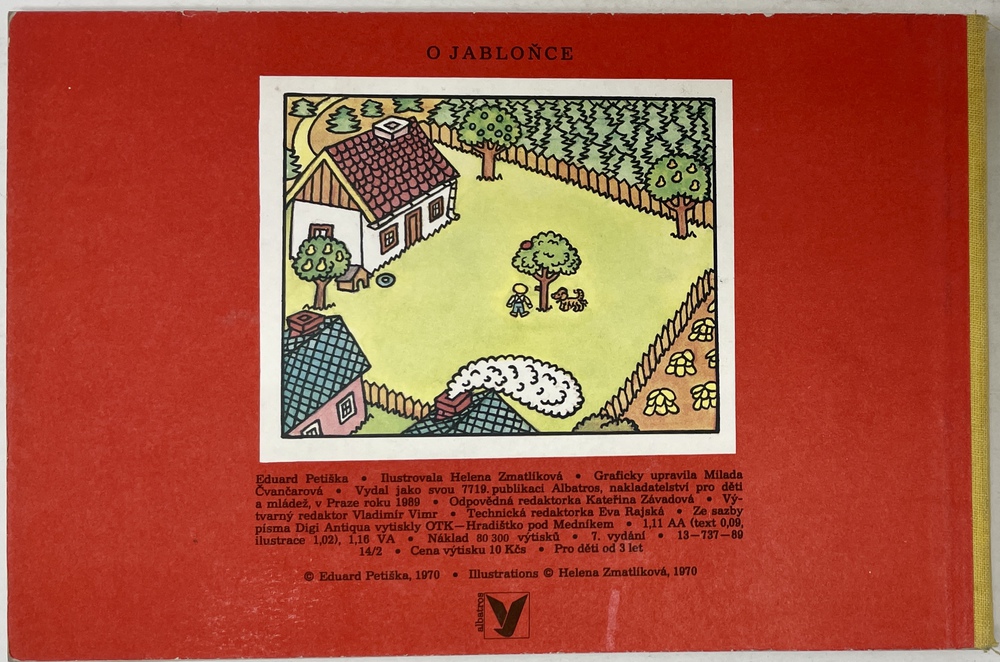 O JABLOŇCE
Eduard Petiška • Ilustrovala Helena Zmatlíková • Graficky upravila Milada
Čvančarová • Vydal jako svou 7719. publikaci Albatros, nakladatelství pro děti
a mládež, v Praze roku 1989 • Odpovědná redaktorka Kateřina Závadová • Vý-
tvarný redaktor Vladimír Vimr • Technická redaktorka Eva Rajská • Ze sazby
písma Digi Antiqua vytiskly OTK—Hradištko pod Medníkem • 1,11 AA (text 0,09,
ilustrace 1,02), 1,16 VA • Náklad 80 300 výtisků • 7. vydání • 13—737—89
14/2 • Cena výtisku 10 Kčs • Pro děti od 3 let
© Eduard Petiška, 1970 • Illustrations © Helena Zmatlíková, 1970
albatros